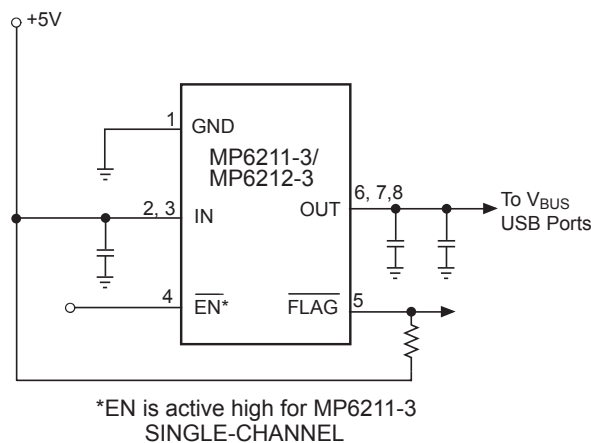 +5V
1
GND
MP6211-3/
MP6212-3
6, 7,8
2, 3
IN
OUT
To VBUS
USB Ports
4
EN*
FLAG
5
*EN is active high for MP6211-3
SINGLE-CHANNEL